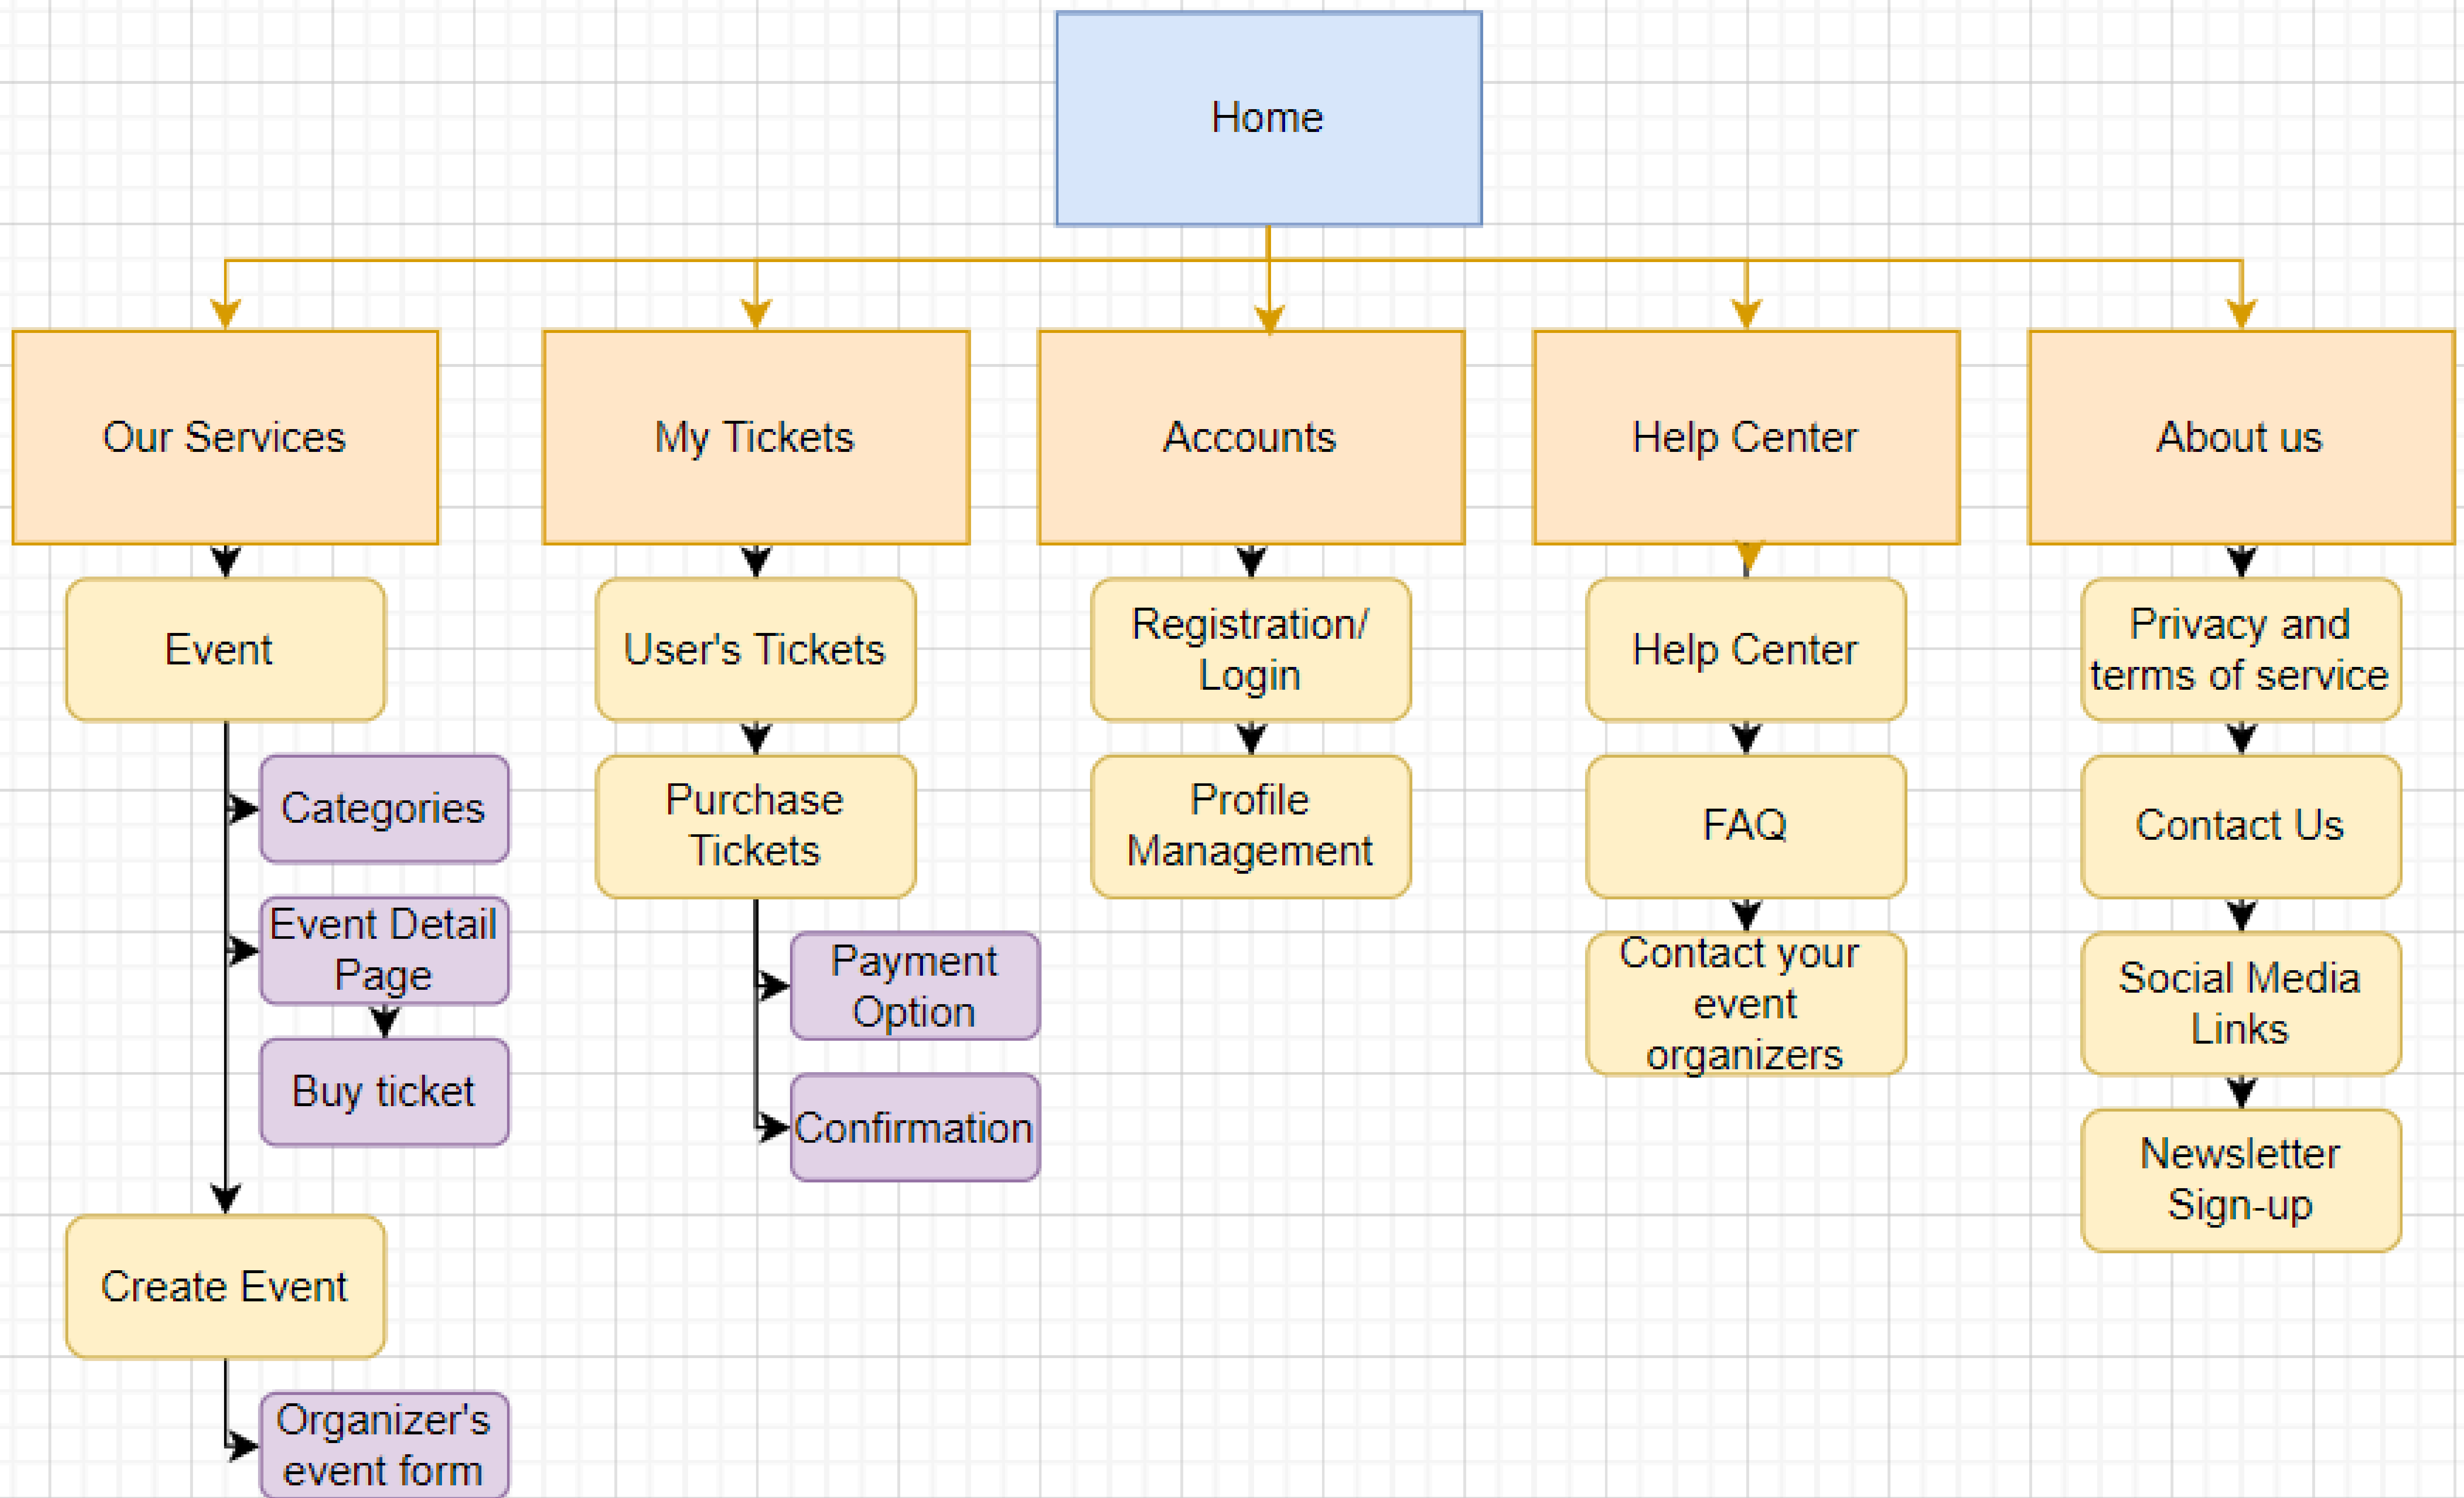 Home
Our Services
My Tickets
Accounts
Help Center
About us
Event
Categories
Event Detail
Page
Buy ticket
Create Event
Organizer's
event form
User's Tickets
Purchase
Tickets
Payment
Option
Confirmation
Registration/
Login
Profile
Management
Help Center
FAQ
Contact your
event
organizers
Privacy and
terms of service
Contact Us
Social Media
Links
Newsletter
Sign-up